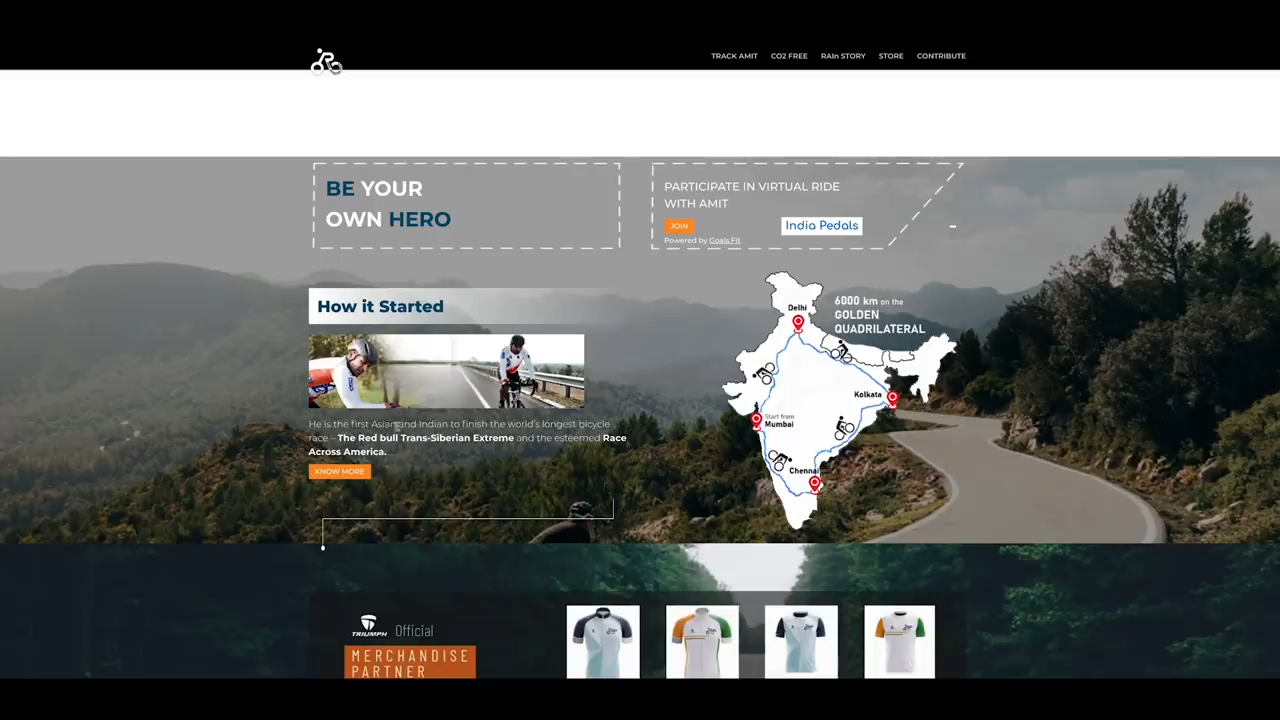 TRACK AMIT
CO2 FREE
RAIn STORY
STORE
CONTRIBUTE
BE YOUR
OWN HERO
PARTICIPATE IN VIRTUAL RIDE
WITH AMIT
JOIN
India Pedals
Powered by Goals.Fit
How it Started
He is the first Asian and Indian to finish the world's longest bicycle
race – The Red bull Trans-Siberian Extreme and the esteemed Race
Across America.
KNOW MORE
6000 km on the
GOLDEN
QUADRILATERAL
Delhi
Kolkata
Start from
Mumbai
Chennai
TRIUMPH
Official
MERCHANDISE
PARTNER